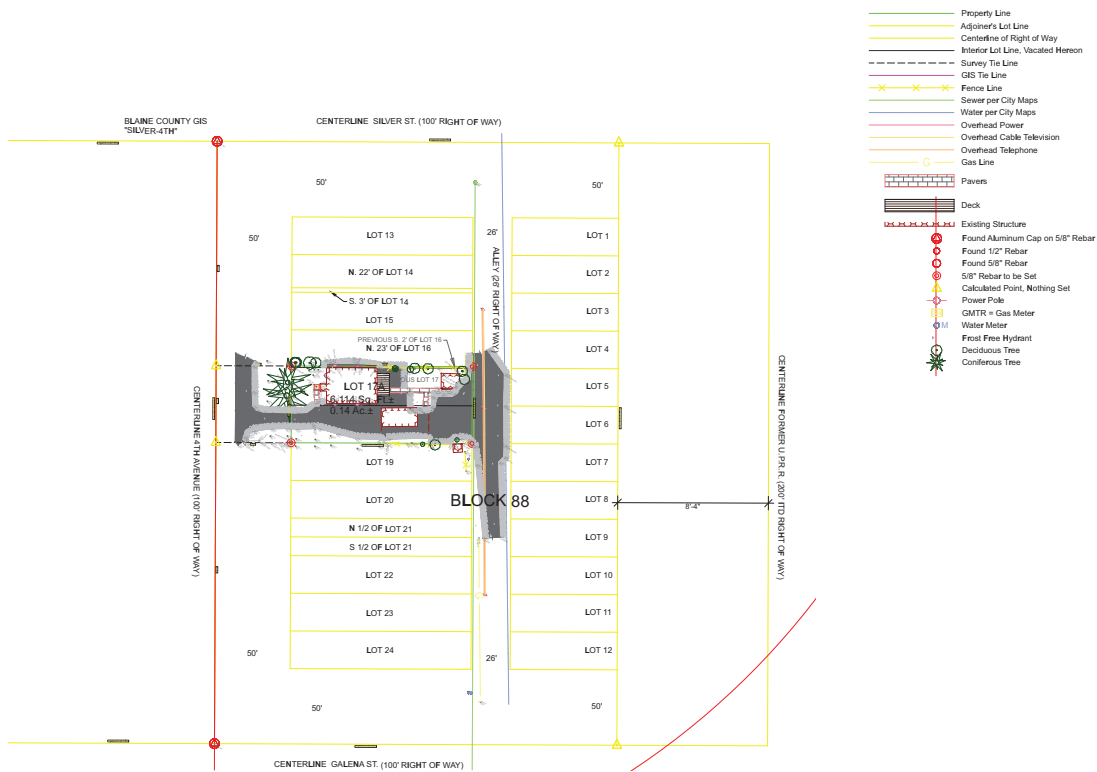 Property Line
Adjoiner's Lot Line
Centerline of Right of Way
Interior Lot Line, Vacated Hereon
Survey Tie Line
GIS Tie Line
Fence Line
Sewer per City Maps
Water per City Maps
Overhead Power
Overhead Cable Television
Overhead Telephone
G
Gas Line
Pavers
Deck
Existing Structure
Found Aluminum Cap on 5/8" Rebar
Found 1/2" Rebar
Found 5/8" Rebar
5/8" Rebar to be Set
Calculated Point, Nothing Set
Power Pole
GMTR = Gas Meter
M
Water Meter
Frost Free Hydrant
Deciduous Tree
Coniferous Tree
BLAINE COUNTY GIS
"SILVER-4TH"
CENTERLINE SILVER ST. (100' RIGHT OF WAY)
50'
50'
50'
26'
ALLEY (26' RIGHT OF WAY)
LOT 13
N. 22' OF LOT 14
S. 3' OF LOT 14
LOT 15
PREVIOUS S. 2' OF LOT 16
N. 23' OF LOT 16
LOT 17A
6,111 Sq. Ft.±
0.14 Ac.±
LOT 17
LOT 19
LOT 20
N 1/2 OF LOT 21
S 1/2 OF LOT 21
LOT 22
LOT 23
LOT 24
LOT 1
LOT 2
LOT 3
LOT 4
LOT 5
LOT 6
LOT 7
LOT 8
LOT 9
LOT 10
LOT 11
LOT 12
BLOCK 88
8'-4"
CENTERLINE 4TH AVENUE (100' RIGHT OF WAY)
CENTERLINE FORMER U.P.R.R. (200' ITD RIGHT OF WAY)
50'
26'
50'
50'
CENTERLINE GALENA ST. (100' RIGHT OF WAY)